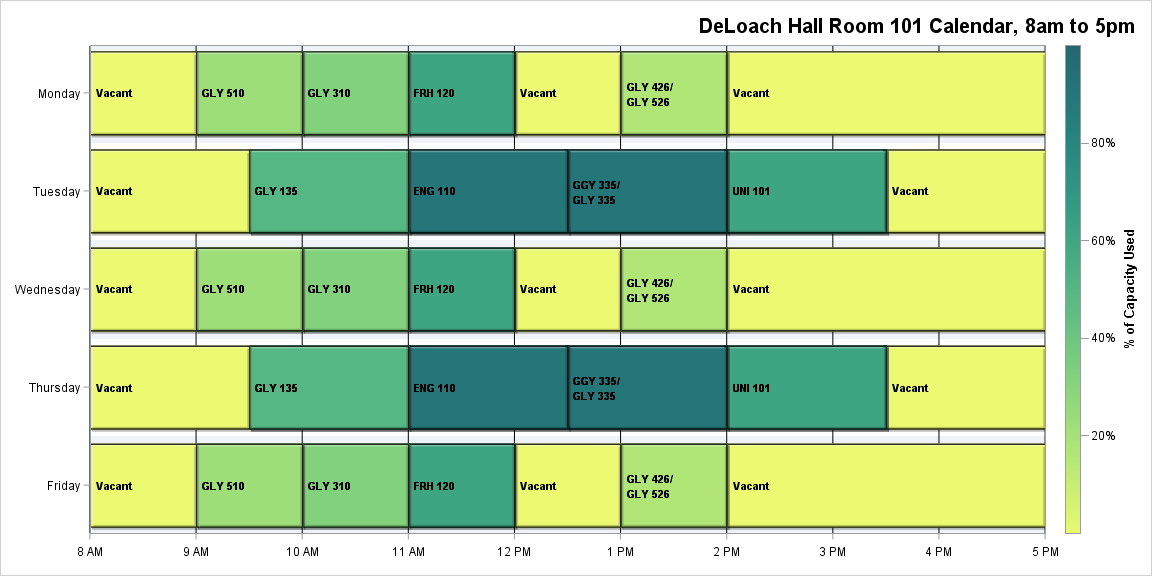 DeLoach Hall Room 101 Calendar, 8am to 5pm
Monday
Vacant
GLY 510
GLY 310
FRH 120
Vacant
GLY 426/
GLY 526
Vacant
Tuesday
Vacant
GLY 135
ENG 110
GGY 335/
GLY 335
UNI 101
Vacant
Wednesday
Vacant
GLY 510
GLY 310
FRH 120
Vacant
GLY 426/
GLY 526
Vacant
Thursday
Vacant
GLY 135
ENG 110
GGY 335/
GLY 335
UNI 101
Vacant
Friday
Vacant
GLY 510
GLY 310
FRH 120
Vacant
GLY 426/
GLY 526
Vacant
8 AM
9 AM
10 AM
11 AM
12 PM
1 PM
2 PM
3 PM
4 PM
5 PM
80%
60%
40%
20%
% of Capacity Used